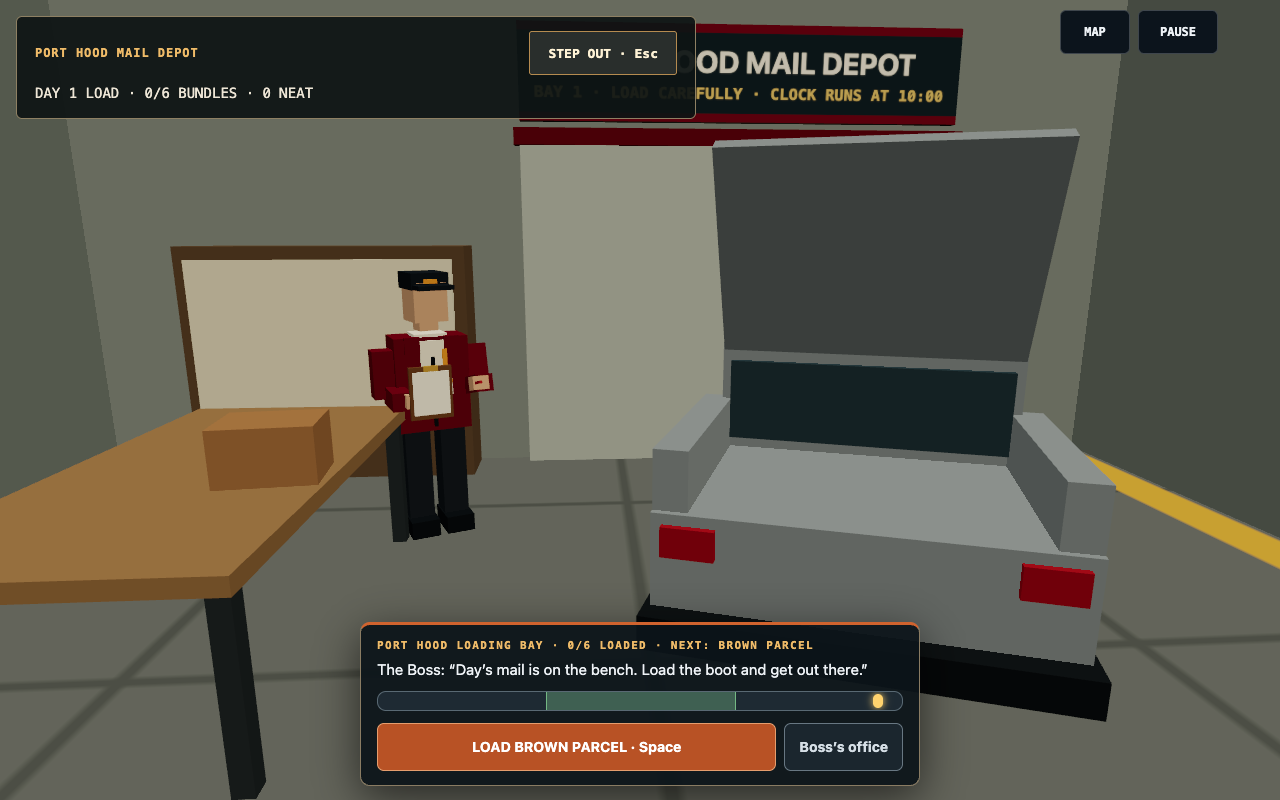 PORT HOOD MAIL DEPOT
STEP OUT · Esc
DAY 1 LOAD · 0/6 BUNDLES · 0 NEAT
OOD MAIL DEPOT
BAY 1 · LOAD CAREFULLY · CLOCK RUNS AT 10:00
MAP
PAUSE
PORT HOOD LOADING BAY · 0/6 LOADED · NEXT: BROWN PARCEL
The Boss: “Day’s mail is on the bench. Load the boot and get out there.”
LOAD BROWN PARCEL · Space
Boss’s office